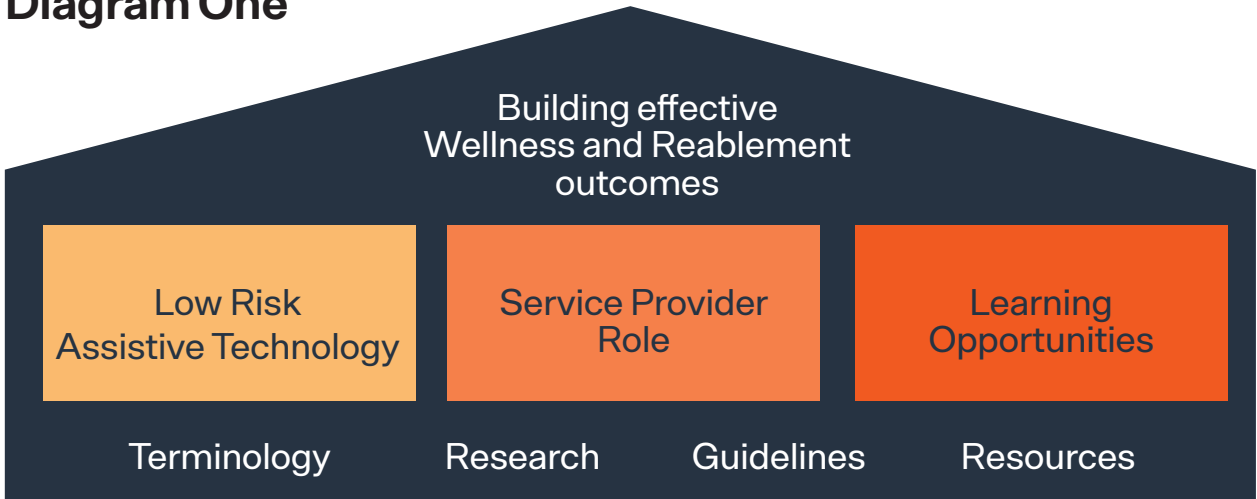 Diagram One
Building effective
Wellness and Reablement
outcomes
Low Risk
Assistive Technology
Service Provider
Role
Learning
Opportunities
Terminology Research Guidelines Resources